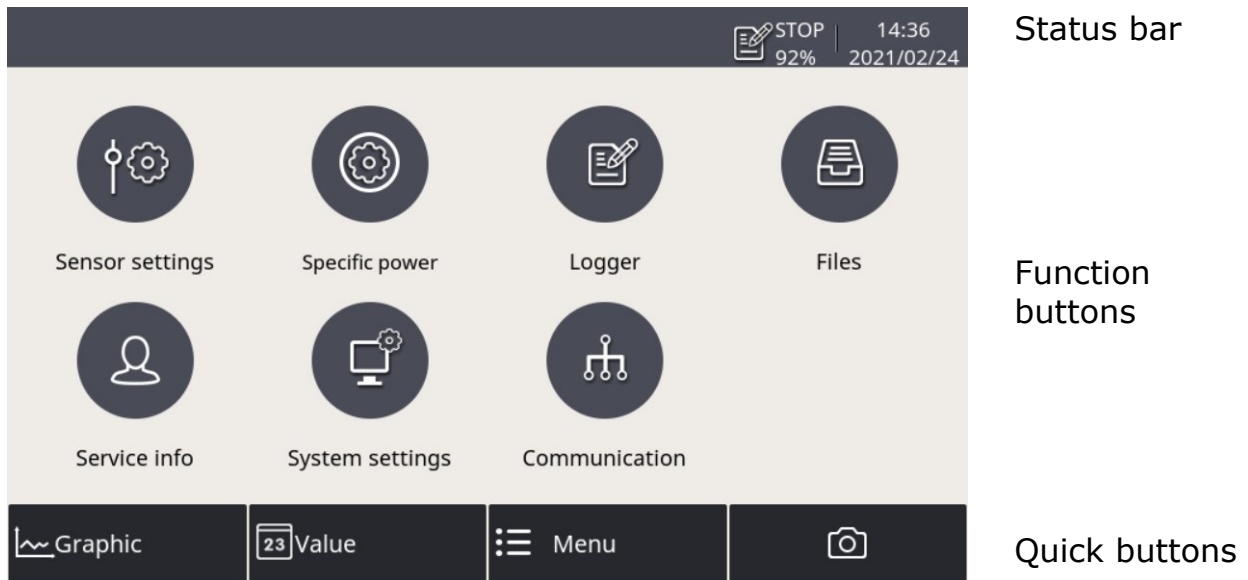 STOP
92%
14:36
2021/02/24
Status bar
Sensor settings
Specific power
Logger
Files
Function
buttons
Service info
System settings
Communication
Graphic
23 Value
Menu
Quick buttons